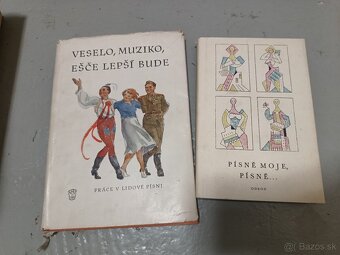 VESELO, MUZIKO,
EŠČE LEPŠÍ BUDE
PRÁCE V LIDOVÉ PÍSNI
PÍSNĚ MOJE,
PÍSNĚ...
ODEON
Bazos.sk